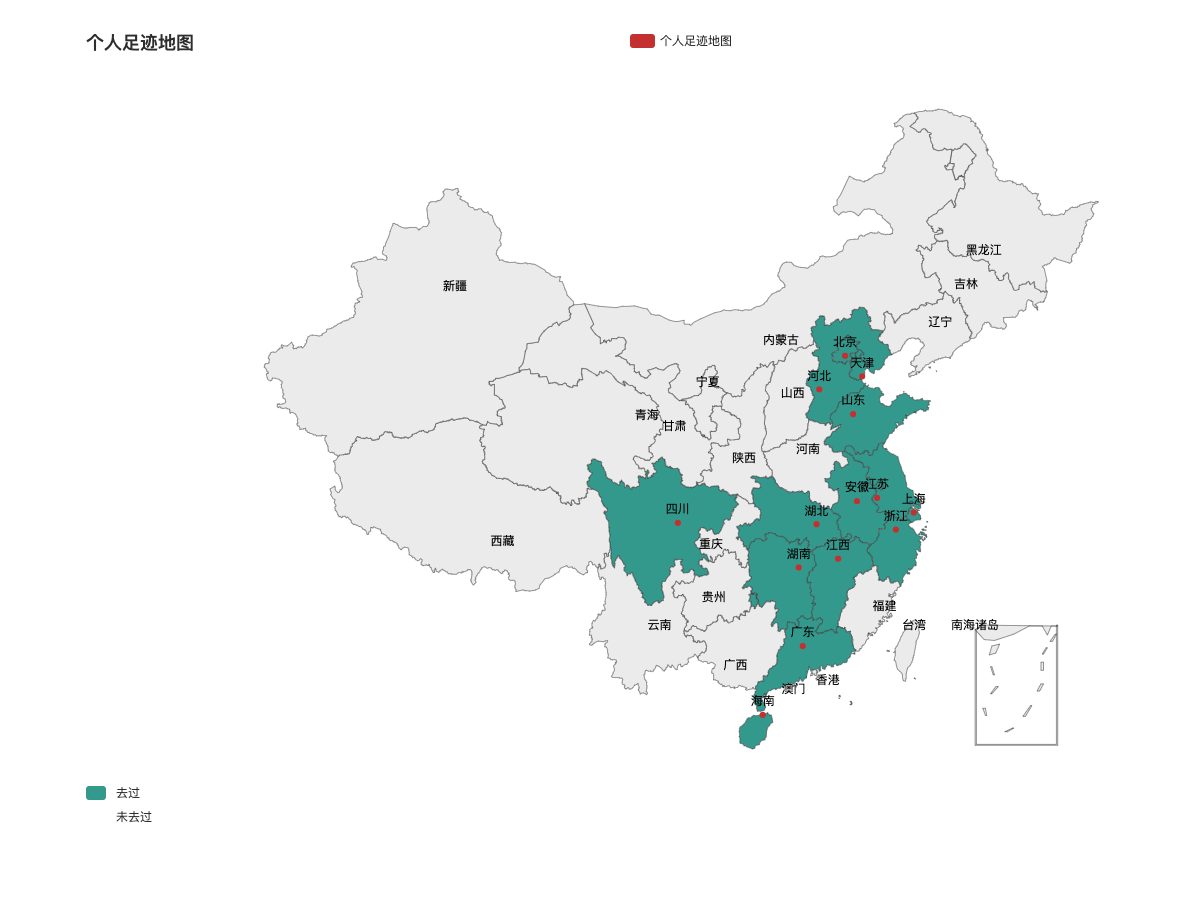 个人足迹地图
个人足迹地图
黑龙江
新疆
吉林
辽宁
内蒙古
北京
天津
河北
宁夏
山西
山东
青海
甘肃
河南
陕西
安徽
江苏
上海
四川
湖北
浙江
西藏
重庆
湖南
江西
贵州
福建
云南
台湾
南海诸岛
广东
广西
香港
澳门
海南
去过
未去过